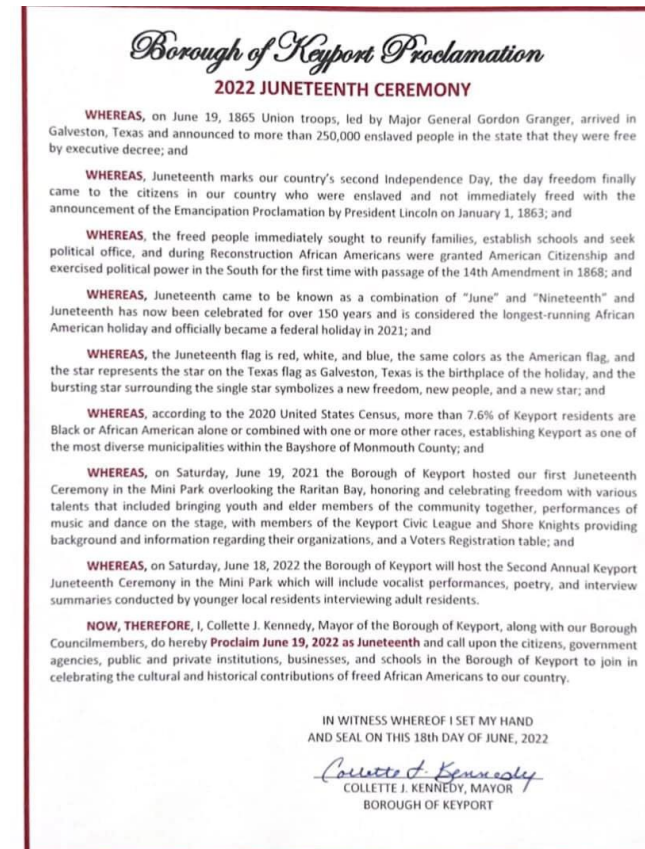 Borough of Keyport Proclamation
2022 JUNETEENTH CEREMONY
WHEREAS, on June 19, 1865 Union troops, led by Major General Gordon Granger, arrived in
Galveston, Texas and announced to more than 250,000 enslaved people in the state that they were free
by executive decree; and
WHEREAS, Juneteenth marks our country's second Independence Day, the day freedom finally
came to the citizens in our country who were enslaved and not immediately freed with the
announcement of the Emancipation Proclamation by President Lincoln on January 1, 1863; and
WHEREAS, the freed people immediately sought to reunify families, establish schools and seek
political office, and during Reconstruction African Americans were granted American Citizenship and
exercised political power in the South for the first time with passage of the 14th Amendment in 1868; and
WHEREAS, Juneteenth came to be known as a combination of "June" and "Nineteenth" and
Juneteenth has now been celebrated for over 150 years and is considered the longest-running African
American holiday and officially became a federal holiday in 2021; and
WHEREAS, the Juneteenth flag is red, white, and blue, the same colors as the American flag, and
the star represents the star on the Texas flag as Galveston, Texas is the birthplace of the holiday, and the
bursting star surrounding the single star symbolizes a new freedom, new people, and a new star; and
WHEREAS, according to the 2020 United States Census, more than 7.6% of Keyport residents are
Black or African American alone or combined with one or more other races, establishing Keyport as one of
the most diverse municipalities within the Bayshore of Monmouth County; and
WHEREAS, on Saturday, June 19, 2021 the Borough of Keyport hosted our first Juneteenth
Ceremony in the Mini Park overlooking the Raritan Bay, honoring and celebrating freedom with various
talents that included bringing youth and elder members of the community together, performances of
music and dance on the stage, with members of the Keyport Civic League and Shore Knights providing
background and information regarding their organizations, and a Voters Registration table; and
WHEREAS, on Saturday, June 18, 2022 the Borough of Keyport will host the Second Annual Keyport
Juneteenth Ceremony in the Mini Park which will include vocalist performances, poetry, and interview
summaries conducted by younger local residents interviewing adult residents.
NOW, THEREFORE, I, Collette J. Kennedy, Mayor of the Borough of Keyport, along with our Borough
Councilmembers, do hereby Proclaim June 19, 2022 as Juneteenth and call upon the citizens, government
agencies, public and private institutions, businesses, and schools in the Borough of Keyport to join in
celebrating the cultural and historical contributions of freed African Americans to our country.
IN WITNESS WHEREOF I SET MY HAND
AND SEAL ON THIS 18th DAY OF JUNE, 2022
Collette J. Kennedy
COLLETTE J. KENNEDY, MAYOR
BOROUGH OF KEYPORT